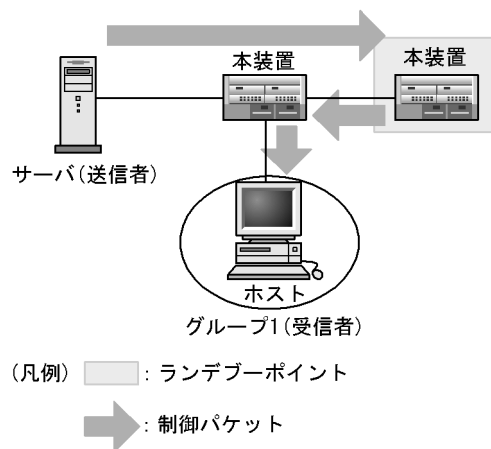 本装置
本装置
サーバ(送信者)
ホスト
グループ1(受信者)
(凡例) : ランデブーポイント
: 制御パケット